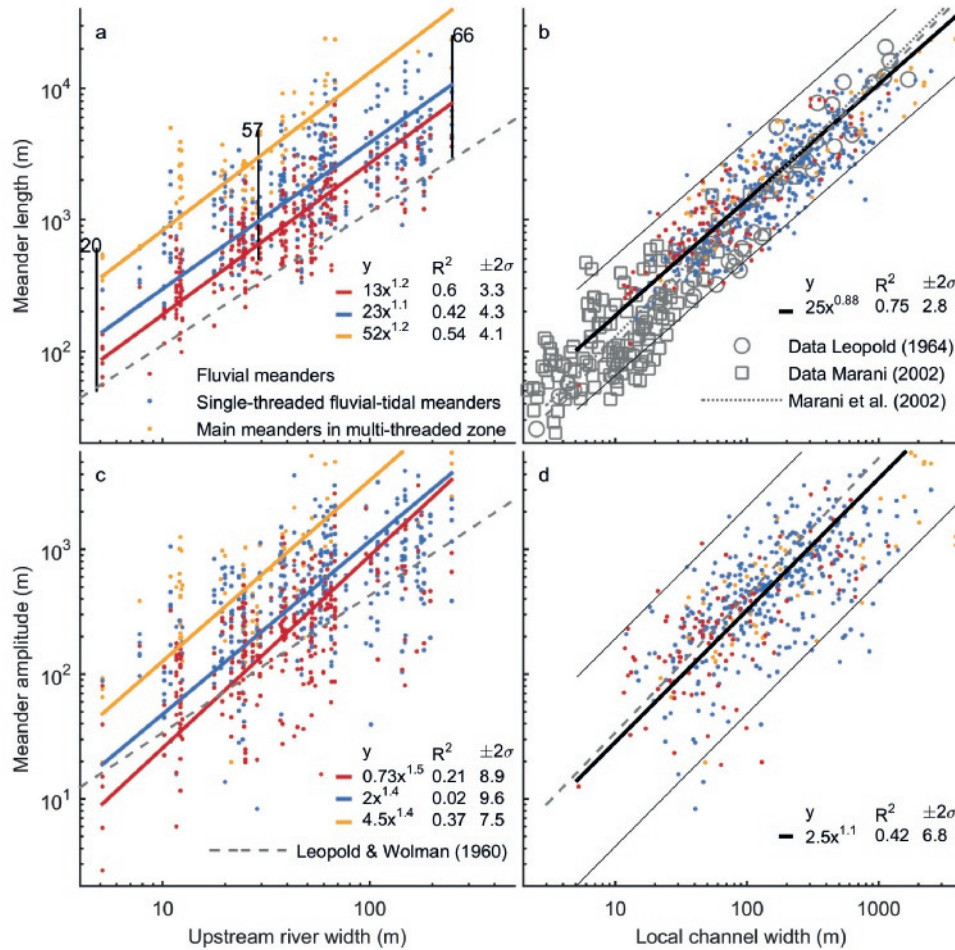 a
b
66
57
20
10^4
10^3
10^2
Meander length (m)
y R^2 ±2σ
13x^1.2 0.6 3.3
23x^1.1 0.42 4.3
52x^1.2 0.54 4.1
Fluvial meanders
Single-threaded fluvial-tidal meanders
Main meanders in multi-threaded zone
y R^2 ±2σ
25x^0.88 0.75 2.8
Data Leopold (1964)
Data Marani (2002)
Marani et al. (2002)
c
d
10^3
10^2
10^1
Meander amplitude (m)
y R^2 ±2σ
0.73x^1.5 0.21 8.9
2x^1.4 0.02 9.6
4.5x^1.4 0.37 7.5
Leopold & Wolman (1960)
y R^2 ±2σ
2.5x^1.1 0.42 6.8
10 100
Upstream river width (m)
10 100 1000
Local channel width (m)